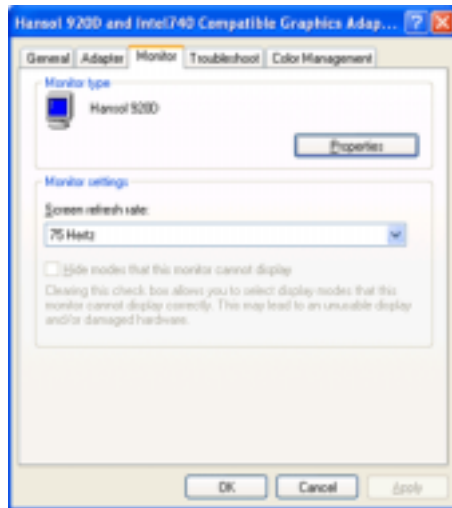 Hansol 920D and Intel740 Compatible Graphics Adap... 
General Adapter Monitor Troubleshoot Color Management
Monitor type
Hansol 920D
Properties
Monitor settings
Screen refresh rate:
75 Hertz
Hide modes that this monitor cannot display
Clearing this check box allows you to select display modes that this
monitor cannot display correctly. This may lead to an unusable display
and/or damaged hardware.
OK Cancel Apply